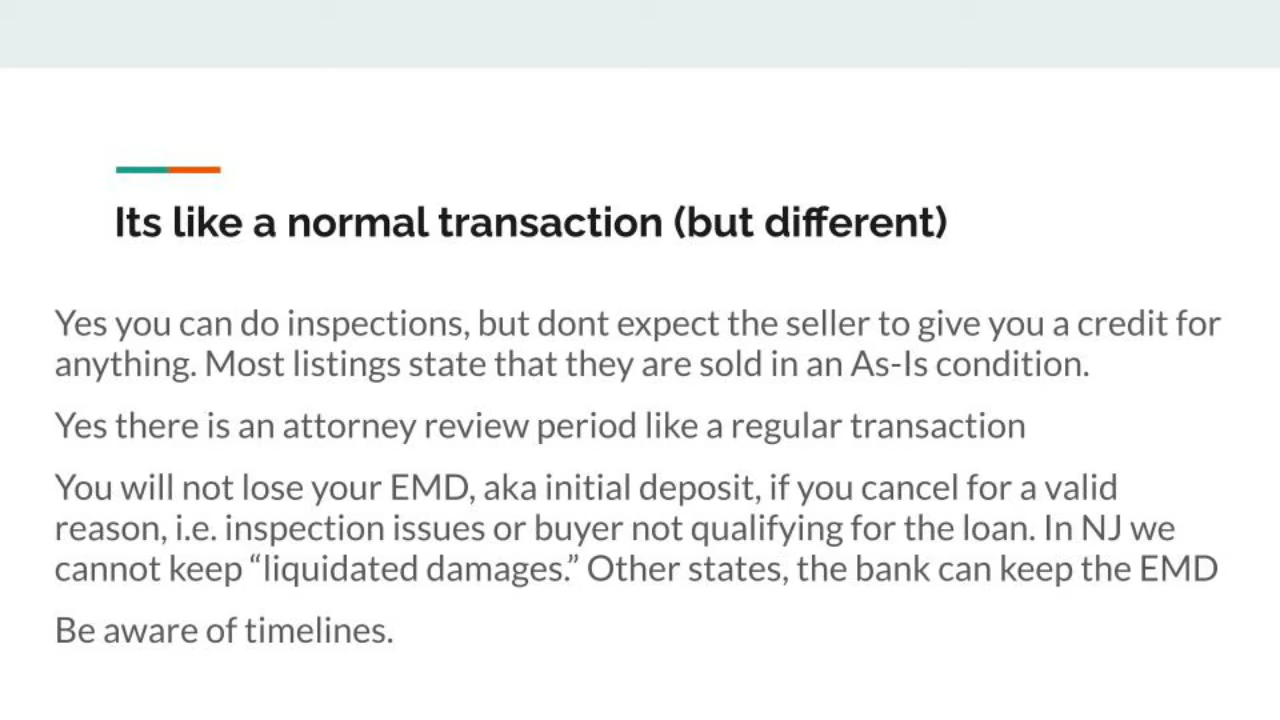 Its like a normal transaction (but different)
Yes you can do inspections, but dont expect the seller to give you a credit for
anything. Most listings state that they are sold in an As-Is condition.
Yes there is an attorney review period like a regular transaction
You will not lose your EMD, aka initial deposit, if you cancel for a valid
reason, i.e. inspection issues or buyer not qualifying for the loan. In NJ we
cannot keep “liquidated damages.” Other states, the bank can keep the EMD
Be aware of timelines.